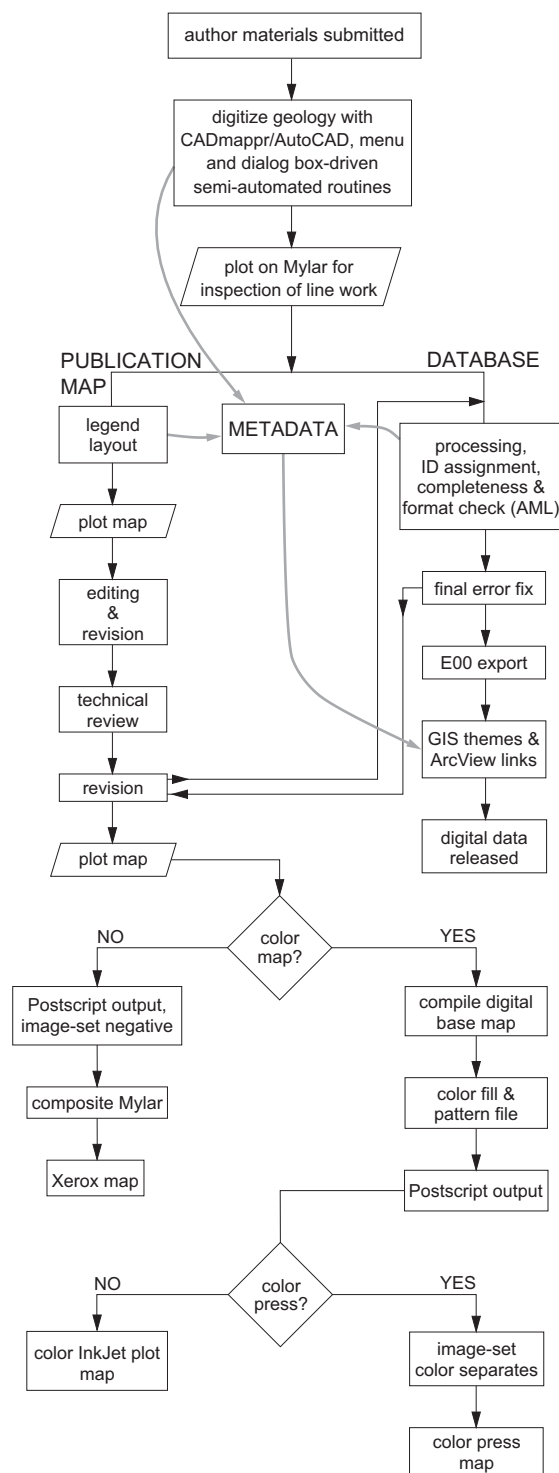 author materials submitted
digitize geology with
CADmappr/AutoCAD, menu
and dialog box-driven
semi-automated routines
plot on Mylar for
inspection of line work
PUBLICATION
MAP
DATABASE
legend
layout
METADATA
processing,
ID assignment,
completeness &
format check (AML)
plot map
editing
&
revision
final error fix
E00 export
technical
review
GIS themes &
ArcView links
revision
digital data
released
plot map
color
map?
NO
YES
Postscript output,
image-set negative
compile digital
base map
composite Mylar
color fill &
pattern file
Xerox map
Postscript output
color
press?
NO
YES
color InkJet plot
map
image-set
color separates
color press
map